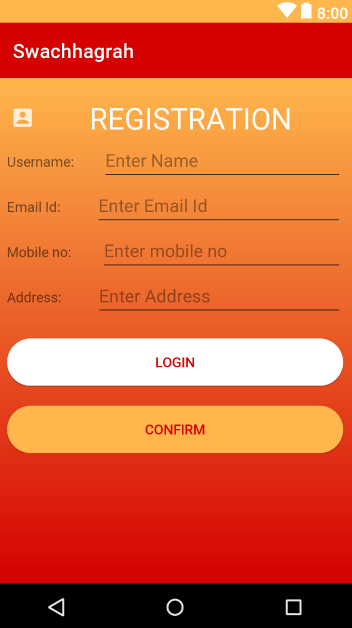 8:00
Swachhagrah
REGISTRATION
Username: Enter Name
Email Id: Enter Email Id
Mobile no: Enter mobile no
Address: Enter Address
LOGIN
CONFIRM